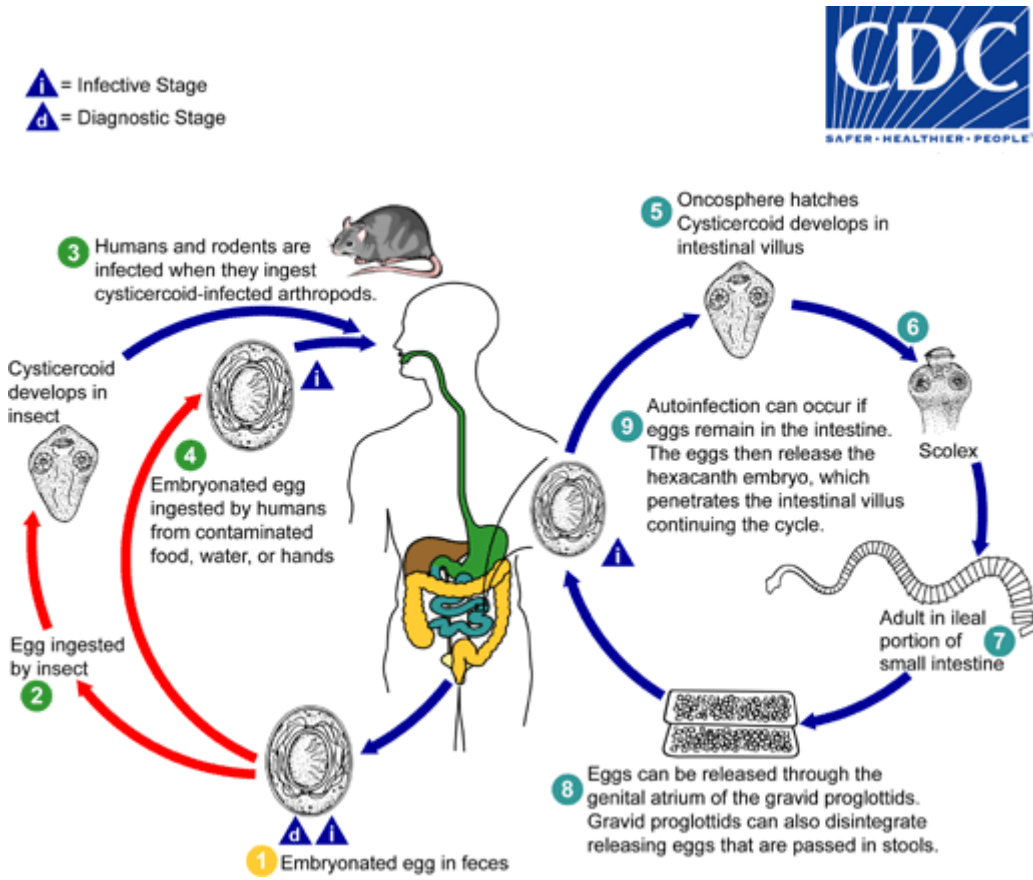 CDC
SAFER•HEALTHIER•PEOPLE
i = Infective Stage
d = Diagnostic Stage
3 Humans and rodents are
infected when they ingest
cysticercoid-infected arthropods.
5 Oncosphere hatches
Cysticercoid develops in
intestinal villus
6
Scolex
Cysticercoid
develops in
insect
i
4
Embryonated egg
ingested by humans
from contaminated
food, water, or hands
9 Autoinfection can occur if
eggs remain in the intestine.
The eggs then release the
hexacanth embryo, which
penetrates the intestinal villus
continuing the cycle.
i
Egg ingested
by insect
2
Adult in ileal
portion of
small intestine
7
8 Eggs can be released through the
genital atrium of the gravid proglottids.
Gravid proglottids can also disintegrate
releasing eggs that are passed in stools.
d i
1 Embryonated egg in feces